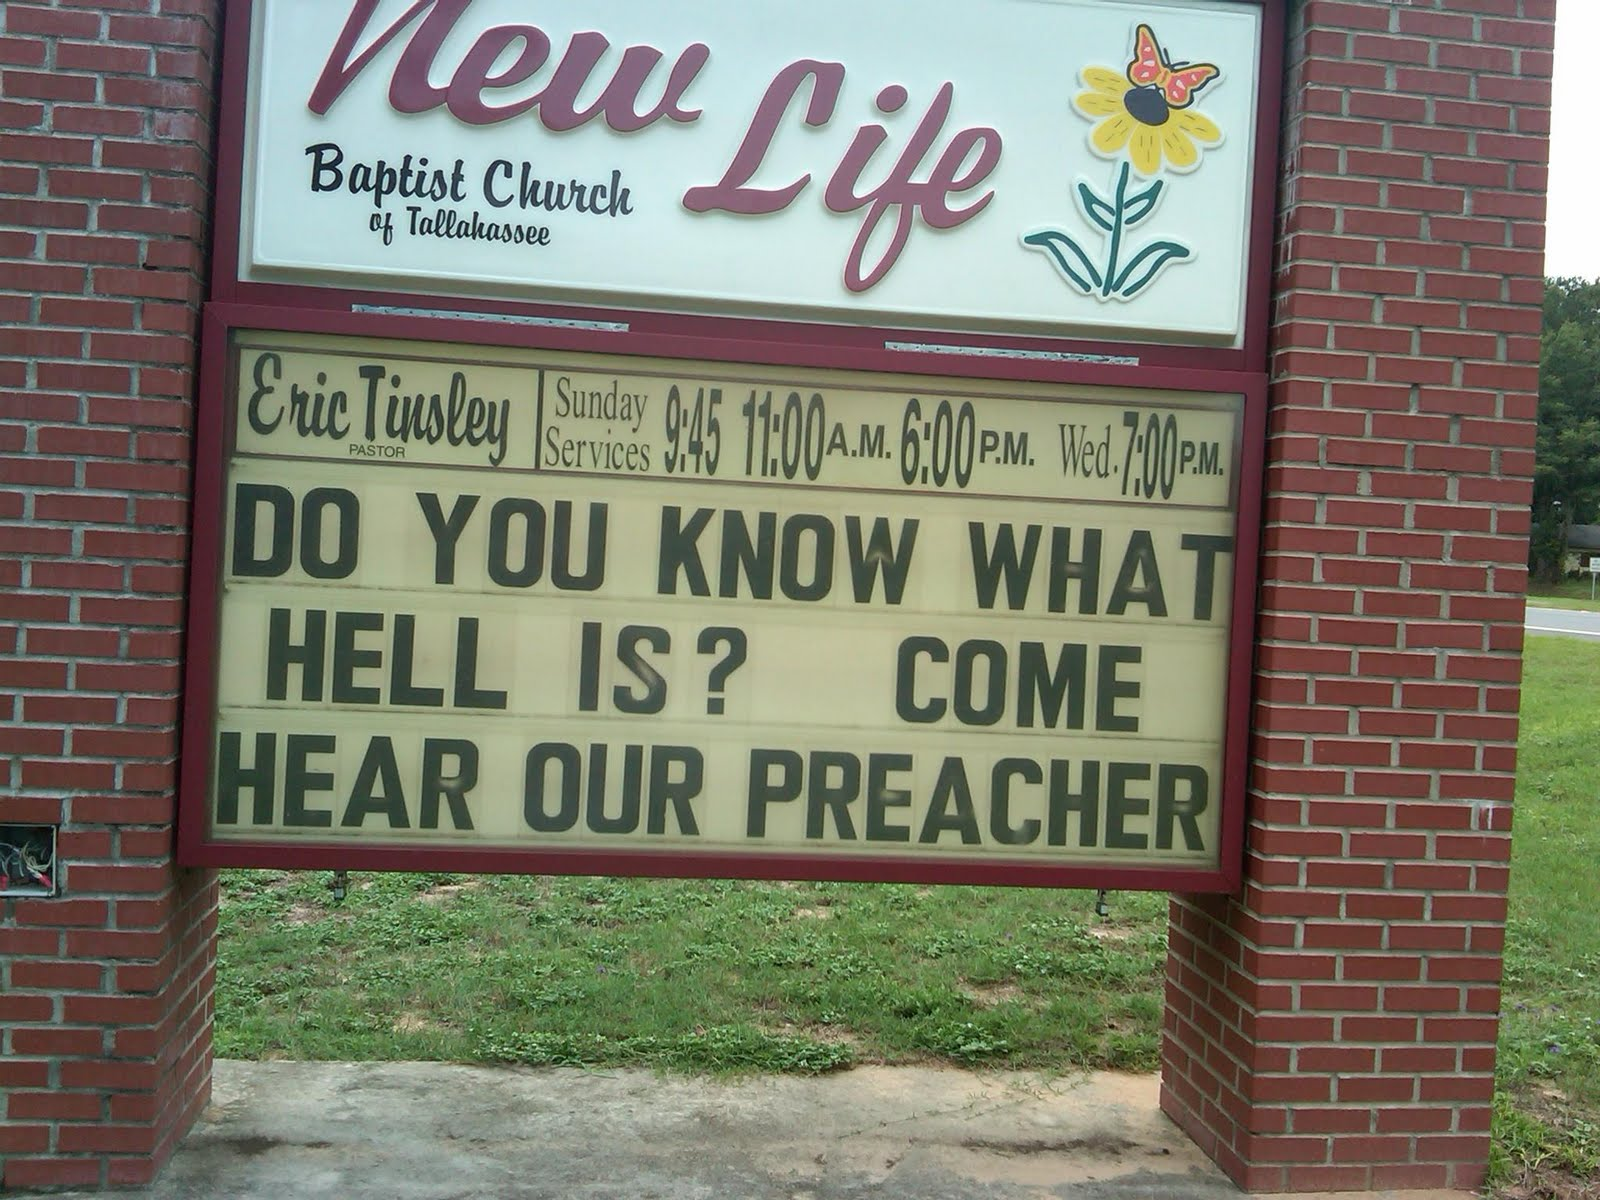 New Life
Baptist Church
of Tallahassee
Eric Tinsley
PASTOR
Sunday Services 9:45 11:00 A.M. 6:00 P.M. Wed. 7:00 P.M.
DO YOU KNOW WHAT
HELL IS? COME
HEAR OUR PREACHER